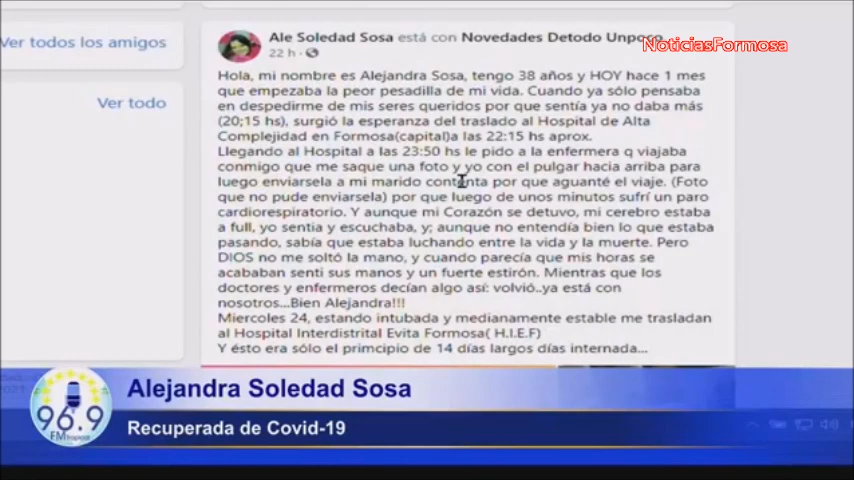 Ver todos los amigos
Ver todo
Ale Soledad Sosa está con Novedades Detodo Unpoco
NoticiasFormosa
22 h
Hola, mi nombre es Alejandra Sosa, tengo 38 años y HOY hace 1 mes
que empezaba la peor pesadilla de mi vida. Cuando ya sólo pensaba
en despedirme de mis seres queridos por que sentía ya no daba más
(20;15 hs), surgió la esperanza del traslado al Hospital de Alta
Complejidad en Formosa(capital)a las 22:15 hs aprox.
Llegando al Hospital a las 23:50 hs le pido a la enfermera q viajaba
conmigo que me saque una foto y yo con el pulgar hacia arriba para
luego enviarsela a mi marido contenta por que aguanté el viaje. (Foto
que no pude enviarsela) por que luego de unos minutos sufrí un paro
cardiorespiratorio. Y aunque mi Corazón se detuvo, mi cerebro estaba
a full, yo sentia y escuchaba, y; aunque no entendía bien lo que estaba
pasando, sabía que estaba luchando entre la vida y la muerte. Pero
DIOS no me soltó la mano, y cuando parecía que mis horas se
acababan senti sus manos y un fuerte estirón. Mientras que los
doctores y enfermeros decían algo así: volvió..ya está con
nosotros...Bien Alejandra!!!
Miercoles 24, estando intubada y medianamente estable me trasladan
al Hospital Interdistrital Evita Formosa( H.I.E.F)
Y ésto era sólo el primcipio de 14 días largos días internada...
Alejandra Soledad Sosa
96.9
FM
Recuperada de Covid-19